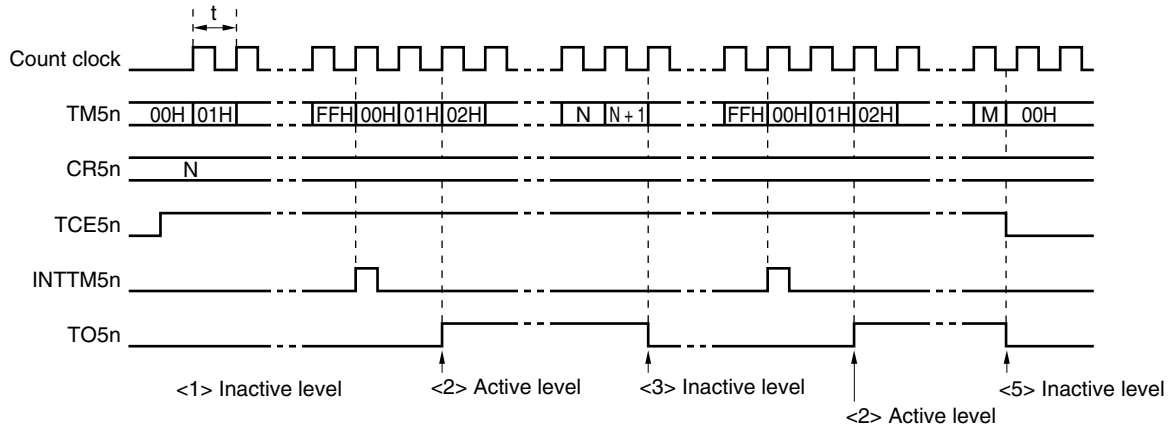 t
Count clock
TM5n 00H 01H FFH 00H 01H 02H N N + 1 FFH 00H 01H 02H M 00H
CR5n N
TCE5n
INTTM5n
TO5n
<1> Inactive level <2> Active level <3> Inactive level <5> Inactive level
<2> Active level